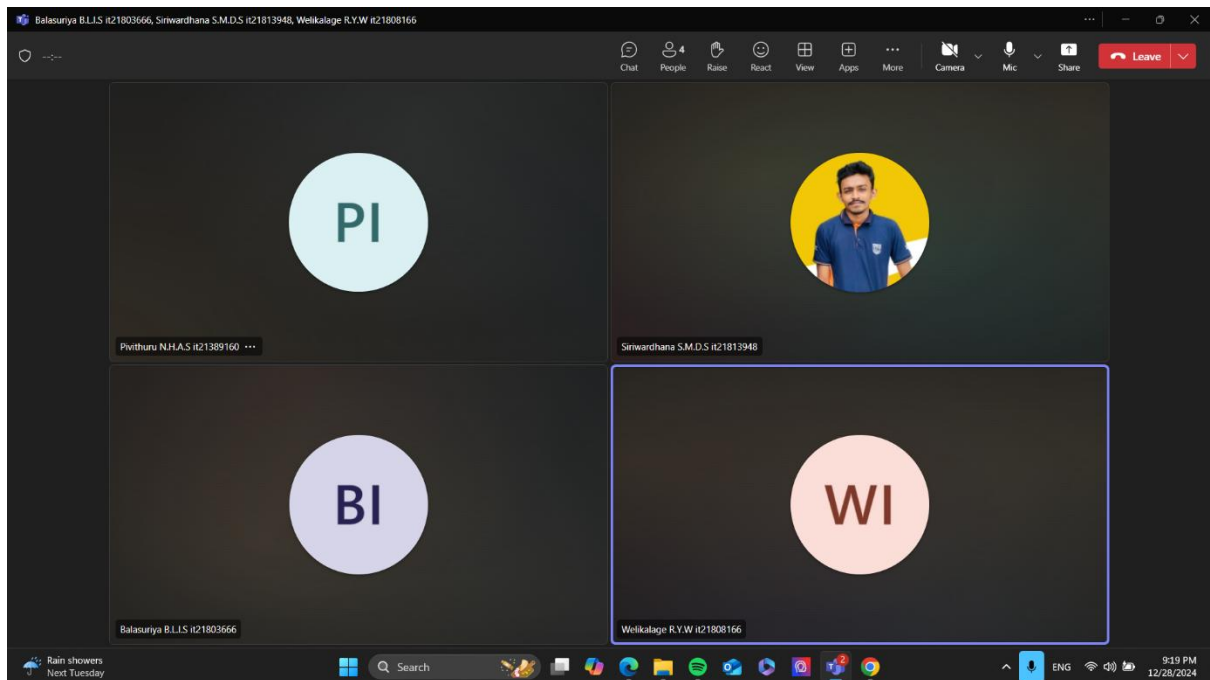 Balasuriya B.L.I.S it21803666, Siriwardhana S.M.D.S it21813948, Welikalage R.Y.W it21808166
--:--
Chat
4
People
Raise
React
View
Apps
More
Camera
Mic
Share
Leave
PI
Pivithuru N.H.A.S it21389160
Siriwardhana S.M.D.S it21813948
BI
Balasuriya B.L.I.S it21803666
WI
Welikalage R.Y.W it21808166
Rain showers
Next Tuesday
Search
2
ENG
9:19 PM
12/28/2024